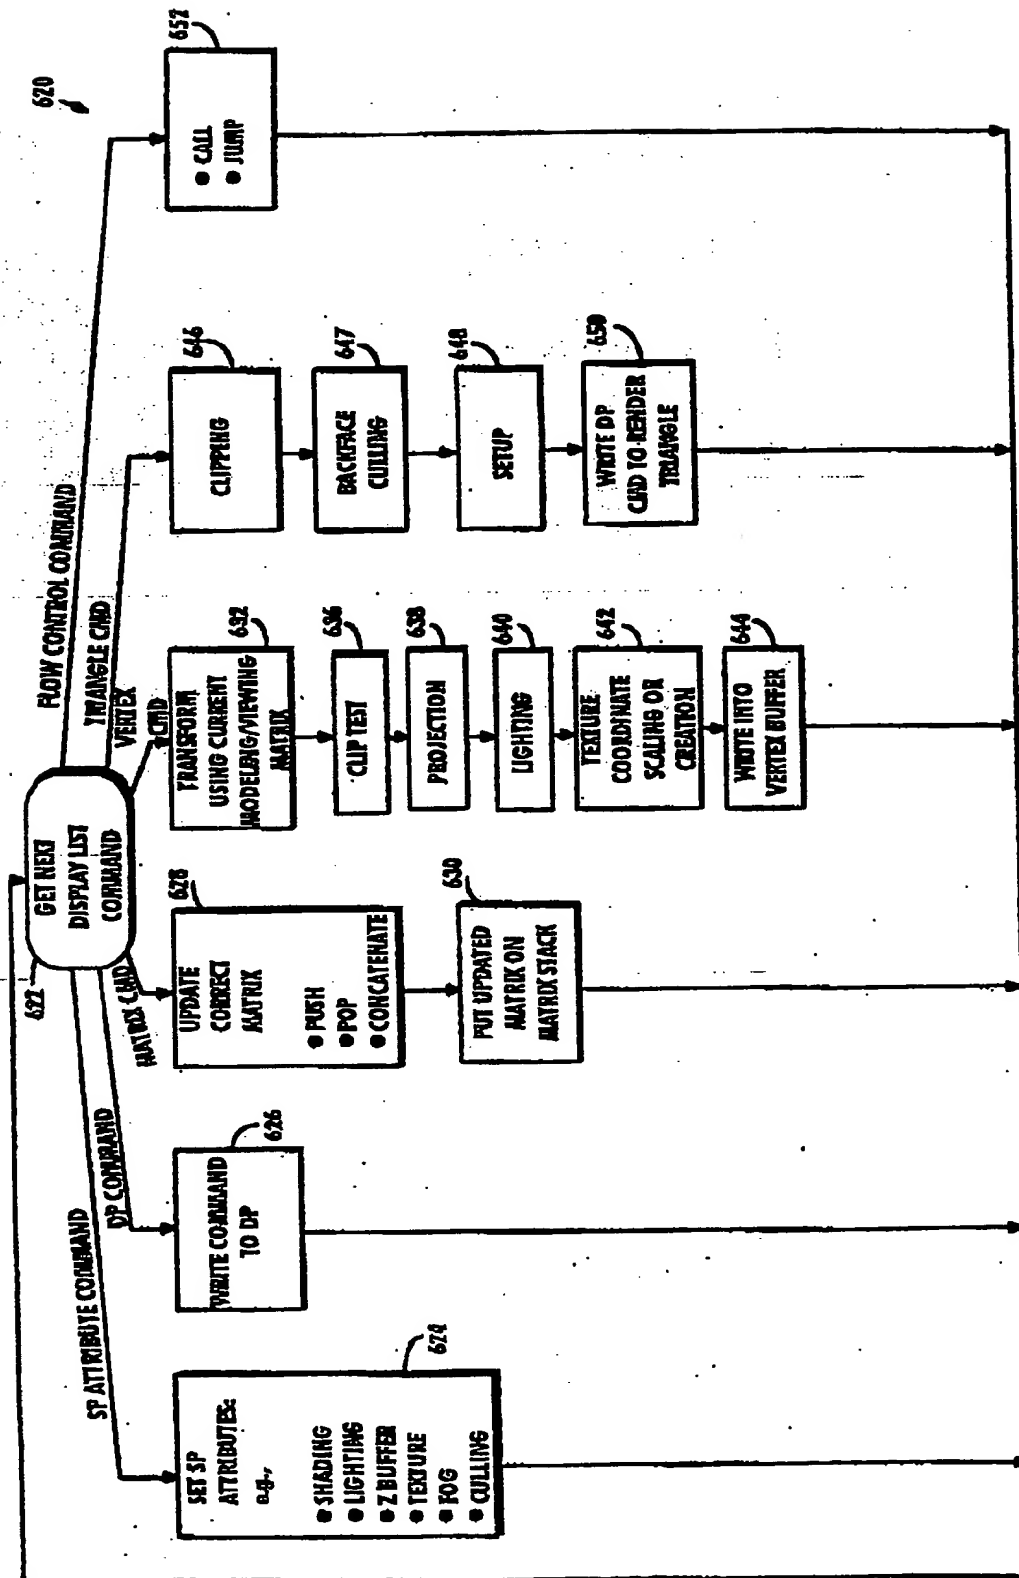 620
622
GET NEXT
DISPLAY LIST
COMMAND
SP ATTRIBUTE COMMAND
DP COMMAND
MATRIX CMD
VERTEX
CMD
TRIANGLE CMD
FLOW CONTROL COMMAND
624
SET SP
ATTRIBUTES:
e.g.,
● SHADING
● LIGHTING
● Z BUFFER
● TEXTURE
● FOG
● CULLING
626
WRITE COMMAND
TO DP
628
UPDATE
CORRECT
MATRIX
● PUSH
● POP
● CONCATENATE
630
PUT UPDATED
MATRIX ON
MATRIX STACK
632
TRANSFORM
USING CURRENT
MODELING/VIEWING
MATRIX
636
CLIP TEST
638
PROJECTION
640
LIGHTING
642
TEXTURE
COORDINATE
SCALING OR
CREATION
644
WRITE INTO
VERTEX BUFFER
646
CLIPPING
647
BACKFACE
CULLING
648
SETUP
650
WRITE DP
CMD TO RENDER
TRIANGLE
652
● CALL
● JUMP